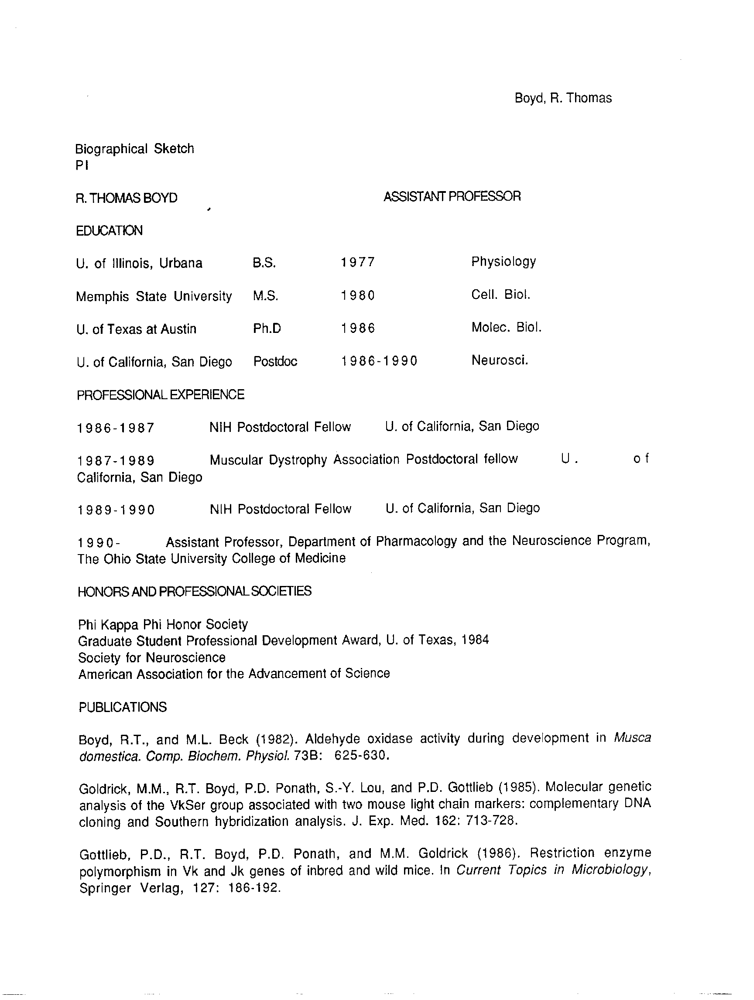 Boyd, R. Thomas
Biographical Sketch
PI
R. THOMAS BOYD ASSISTANT PROFESSOR
EDUCATION
U. of Illinois, Urbana B.S. 1977 Physiology
Memphis State University M.S. 1980 Cell. Biol.
U. of Texas at Austin Ph.D 1986 Molec. Biol.
U. of California, San Diego Postdoc 1986-1990 Neurosci.
PROFESSIONAL EXPERIENCE
1986-1987 NIH Postdoctoral Fellow U. of California, San Diego
1987-1989 Muscular Dystrophy Association Postdoctoral fellow U. of
California, San Diego
1989-1990 NIH Postdoctoral Fellow U. of California, San Diego
1990- Assistant Professor, Department of Pharmacology and the Neuroscience Program,
The Ohio State University College of Medicine
HONORS AND PROFESSIONAL SOCIETIES
Phi Kappa Phi Honor Society
Graduate Student Professional Development Award, U. of Texas, 1984
Society for Neuroscience
American Association for the Advancement of Science
PUBLICATIONS
Boyd, R.T., and M.L. Beck (1982). Aldehyde oxidase activity during development in Musca
domestica. Comp. Biochem. Physiol. 73B: 625-630.
Goldrick, M.M., R.T. Boyd, P.D. Ponath, S.-Y. Lou, and P.D. Gottlieb (1985). Molecular genetic
analysis of the VkSer group associated with two mouse light chain markers: complementary DNA
cloning and Southern hybridization analysis. J. Exp. Med. 162: 713-728.
Gottlieb, P.D., R.T. Boyd, P.D. Ponath, and M.M. Goldrick (1986). Restriction enzyme
polymorphism in Vk and Jk genes of inbred and wild mice. In Current Topics in Microbiology,
Springer Verlag, 127: 186-192.